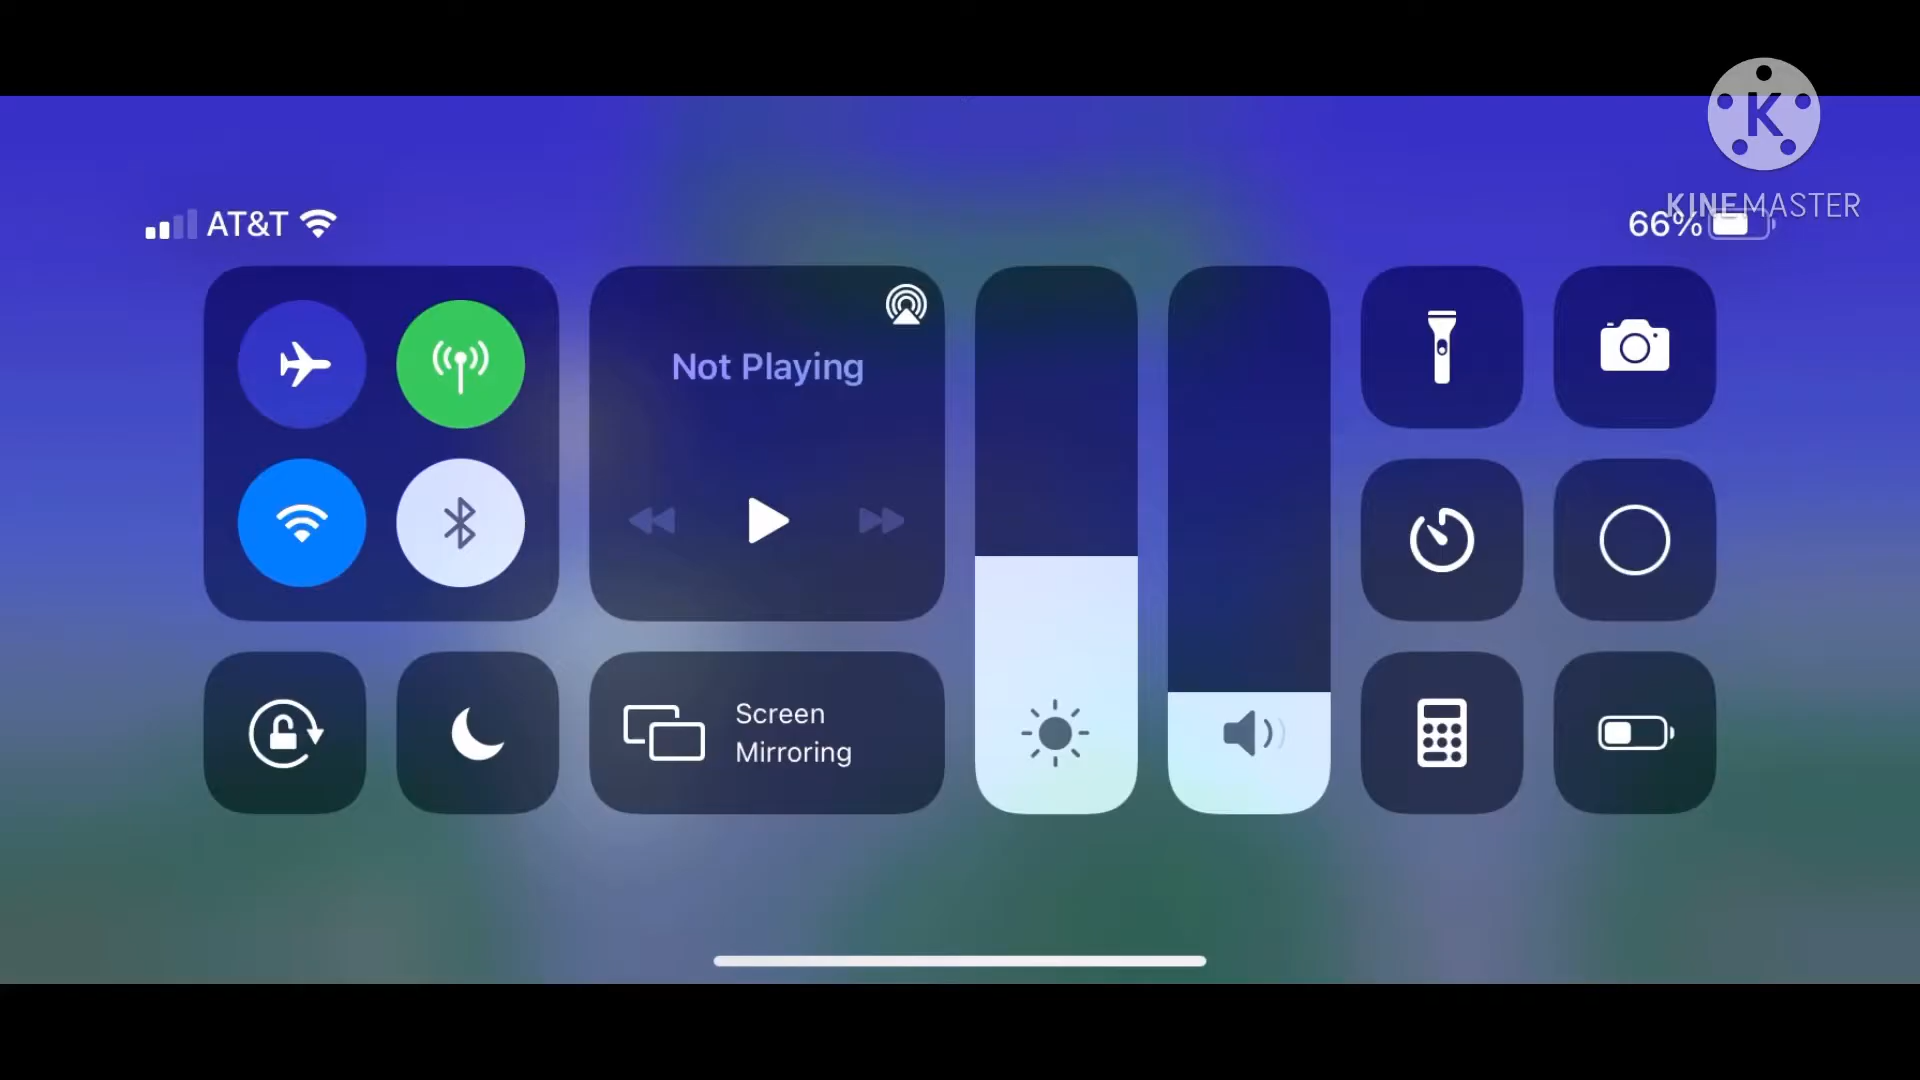 K
KINEMASTER
AT&T
66%
Not Playing
Screen
Mirroring